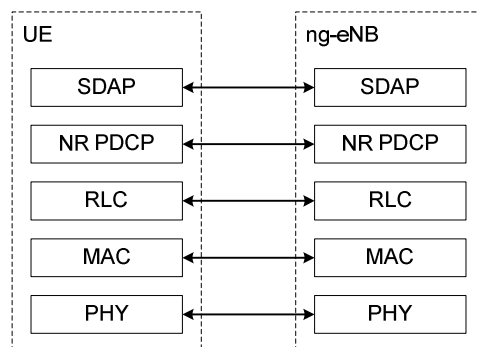 UE ng-eNB
SDAP SDAP
NR PDCP NR PDCP
RLC RLC
MAC MAC
PHY PHY